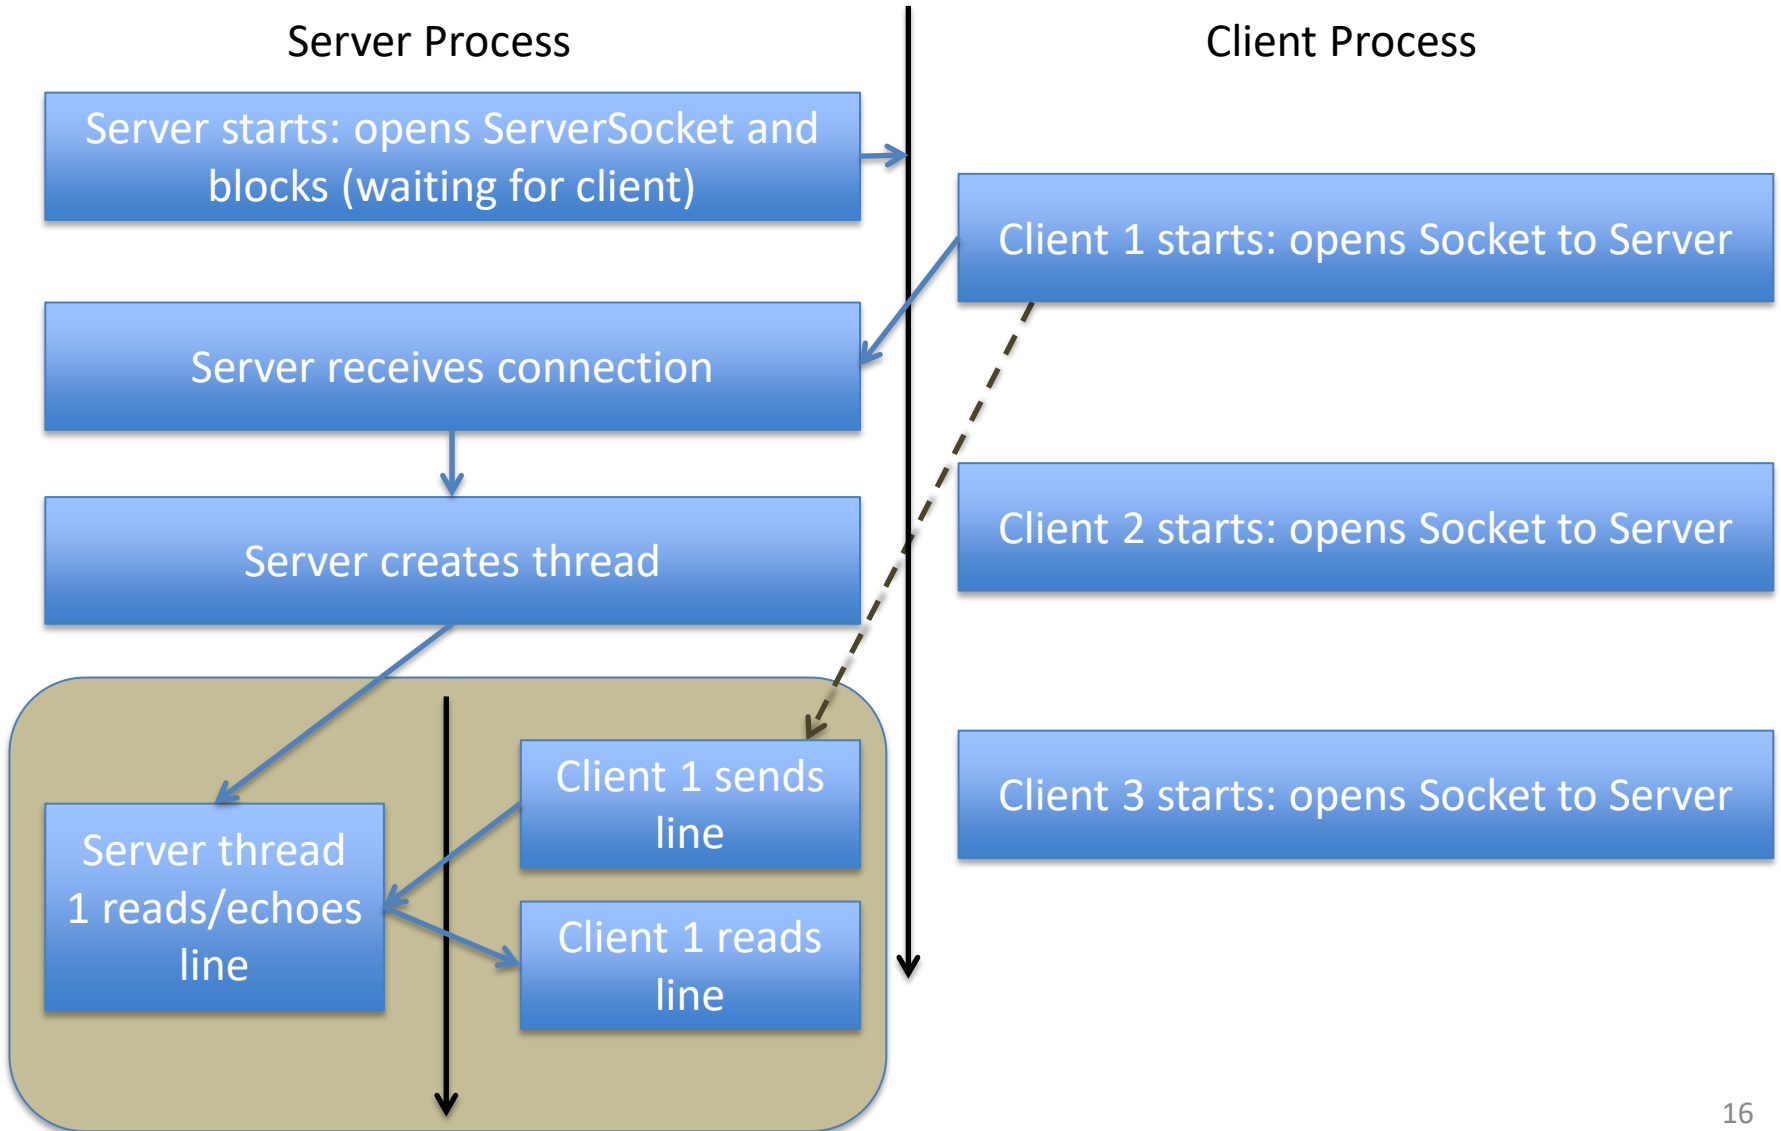 Server Process
Client Process
Server starts: opens ServerSocket and
blocks (waiting for client)
Client 1 starts: opens Socket to Server
Server receives connection
Client 2 starts: opens Socket to Server
Server creates thread
Client 3 starts: opens Socket to Server
Client 1 sends
line
Server thread
1 reads/echoes
line
Client 1 reads
line
16